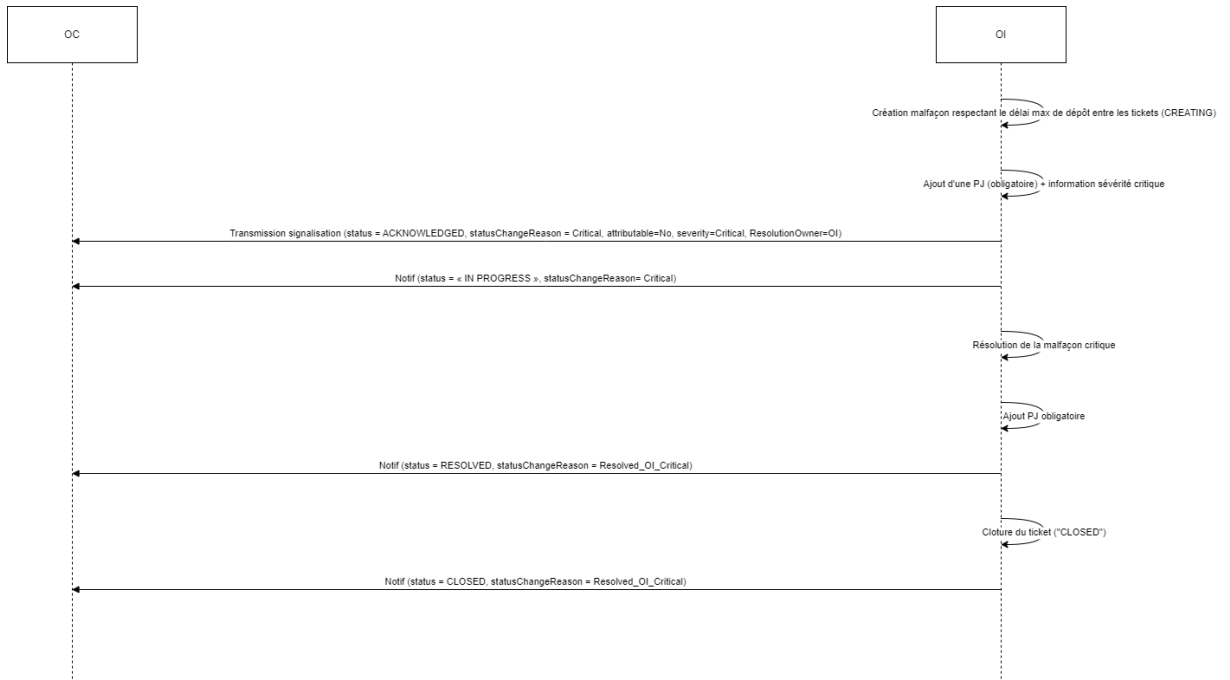 OC
OI
Création malfaçon respectant le délai max de dépôt entre les tickets (CREATING)
Ajout d'une PJ (obligatoire) + information sévérité critique
Transmission signalisation (status = ACKNOWLEDGED, statusChangeReason = Critical, attributable=No, severity=Critical, ResolutionOwner=OI)
Notif (status = « IN PROGRESS », statusChangeReason= Critical)
Résolution de la malfaçon critique
Ajout PJ obligatoire
Notif (status = RESOLVED, statusChangeReason = Resolved_OI_Critical)
Cloture du ticket ("CLOSED")
Notif (status = CLOSED, statusChangeReason = Resolved_OI_Critical)